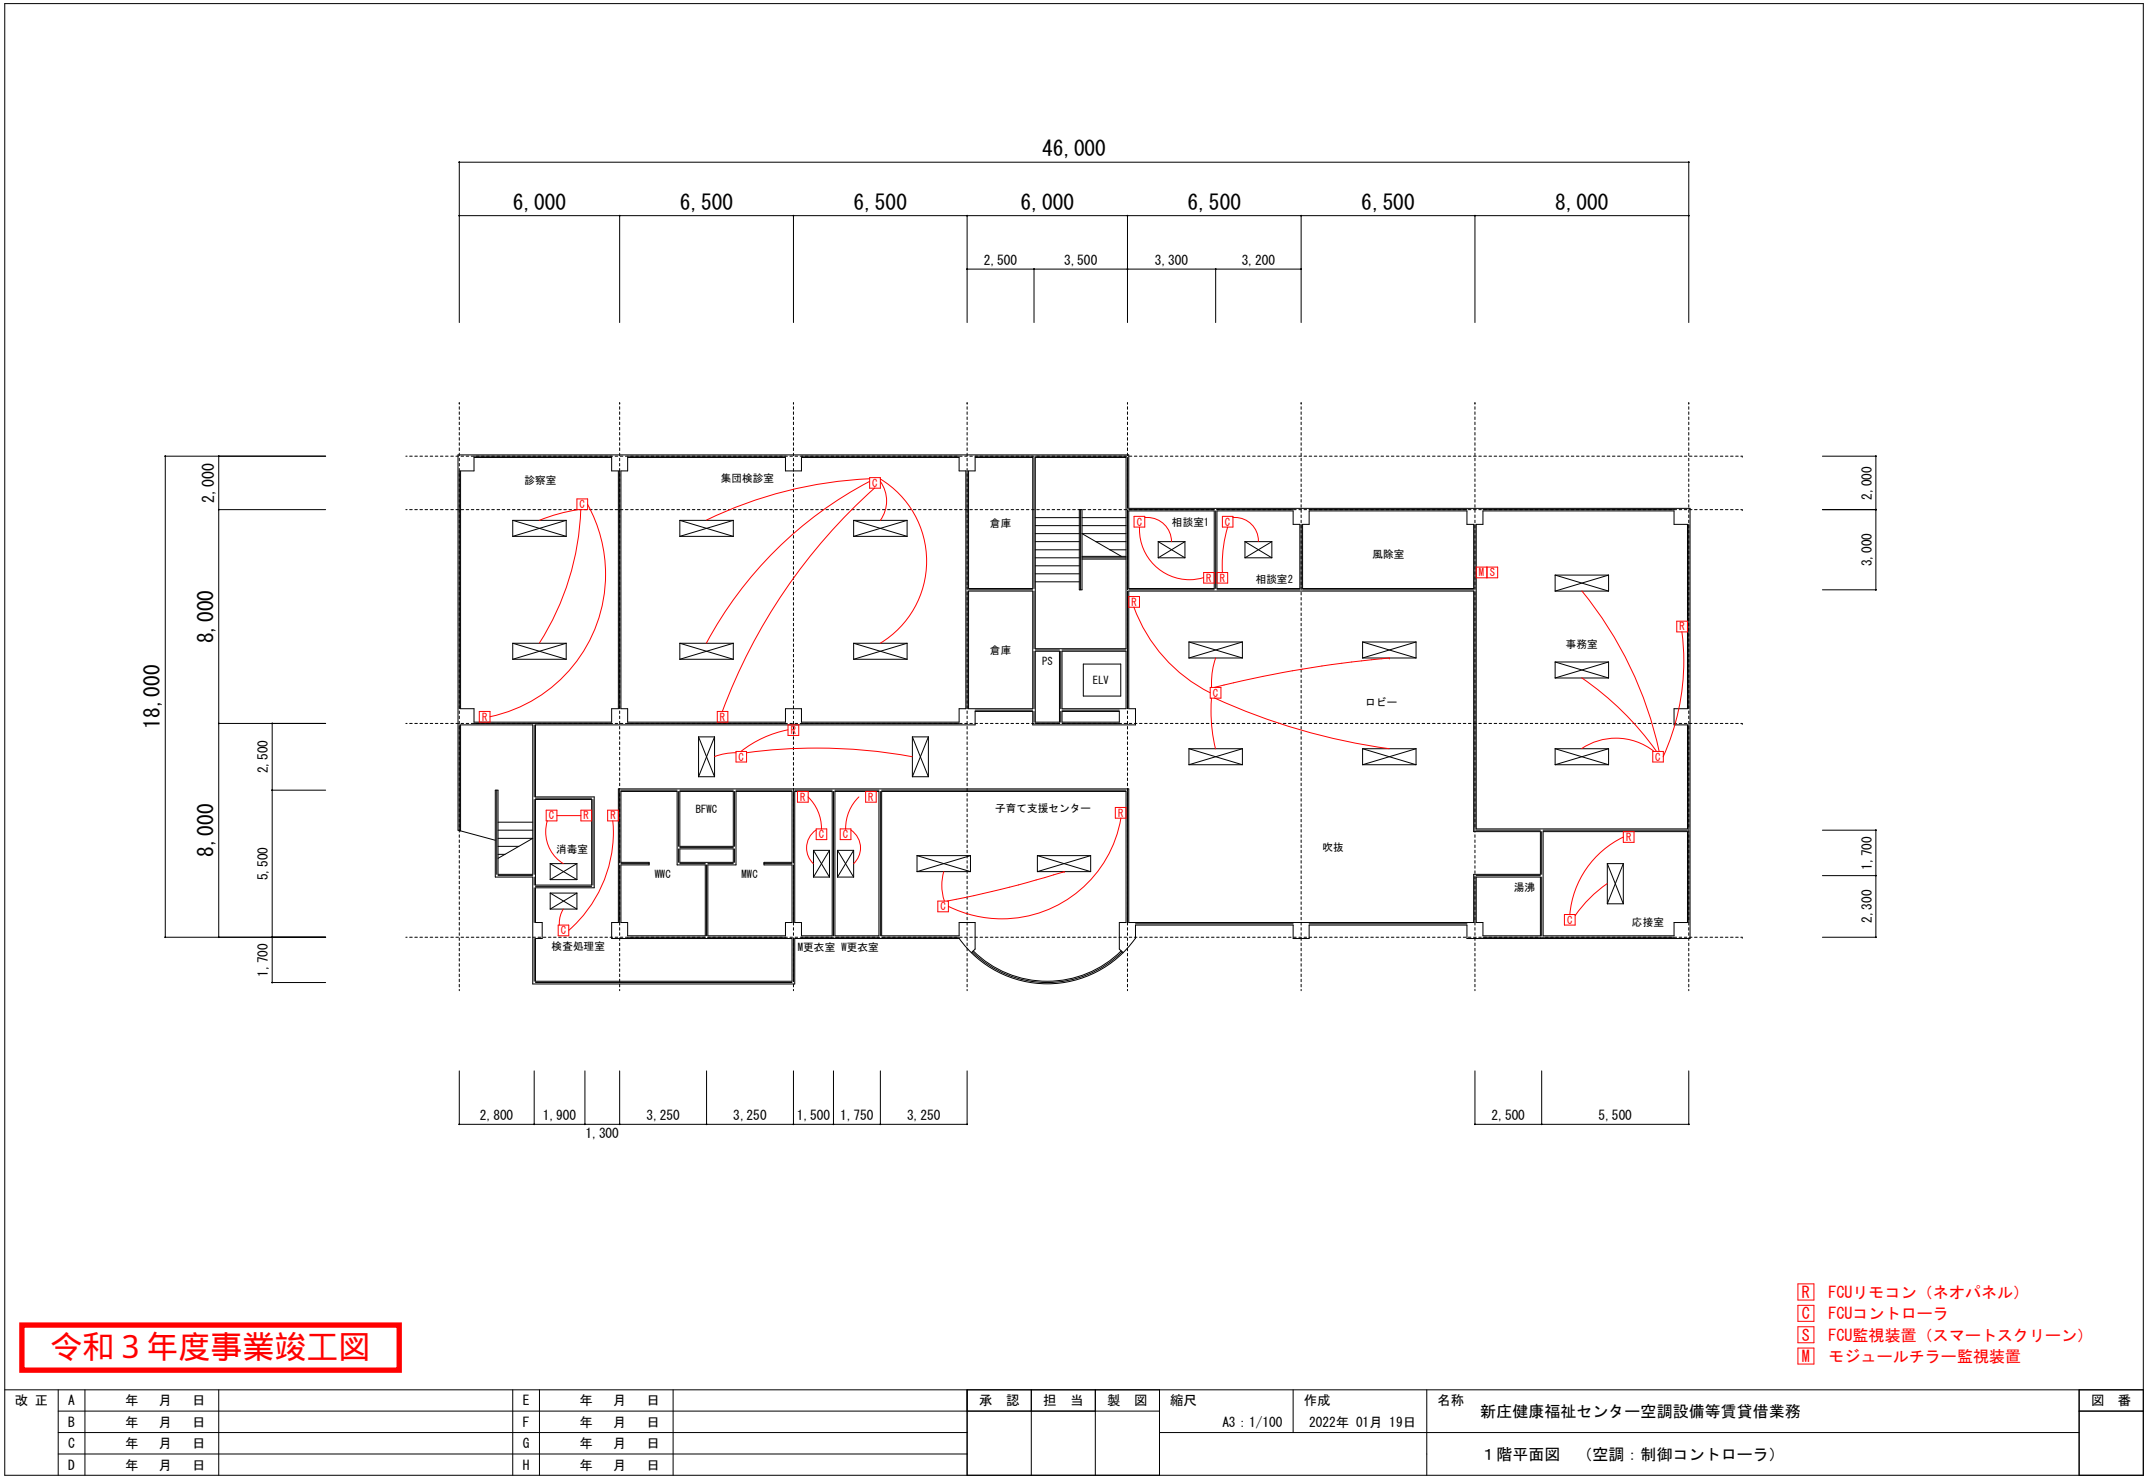 46,000
6,000 6,500 6,500 6,000 6,500 6,500 8,000
2,500 3,500 3,300 3,200
2,000
8,000
18,000
8,000
2,500
5,500
1,700
2,000
3,000
1,700
2,300
診察室
集団検診室
倉庫
相談室1
相談室2
風除室
事務室
倉庫
PS
ELV
ロビー
BFWC
子育て支援センター
消毒室
WWC
MWC
吹抜
湯沸
応接室
検査処理室
M更衣室 W更衣室
C
C
C
C
R
R
R
M
S
R
R
C
R
R
C
M
C
C
R
R
R
R
C
C
R
R
C
C
C
2,800 1,900 3,250 3,250 1,500 1,750 3,250 2,500 5,500
1,300
R FCUリモコン（ネオパネル）
C FCUコントローラ
S FCU監視装置（スマートスクリーン）
M モジュールチラー監視装置
令和３年度事業竣工図
改正 A 年 月 日 E 年 月 日 承 認 担 当 製 図 縮尺 作成 名称 図 番
B 年 月 日 F 年 月 日 A3：1/100 2022年 01月 19日 新庄健康福祉センター空調設備等賃貸借業務
C 年 月 日 G 年 月 日 １階平面図 （空調：制御コントローラ）
D 年 月 日 H 年 月 日